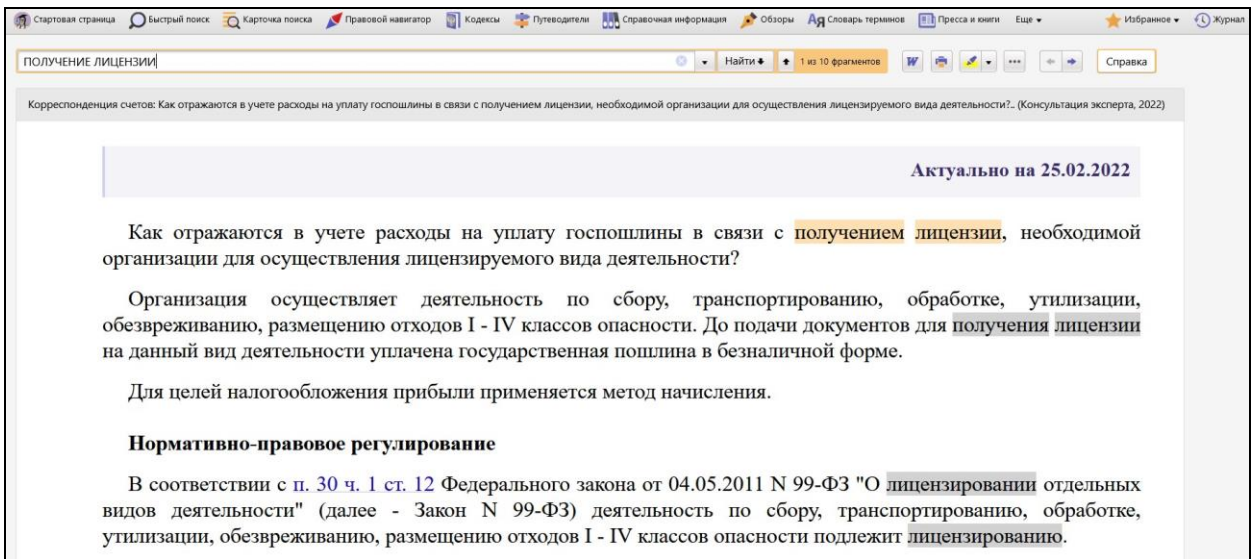 Стартовая страница Быстрый поиск Карточка поиска Правовой навигатор Кодексы Путеводители Справочная информация Обзоры Словарь терминов Пресса и книги Еще Избранное Журнал
ПОЛУЧЕНИЕ ЛИЦЕНЗИИ Найти 1 из 10 фрагментов Справка
Корреспонденция счетов: Как отражаются в учете расходы на уплату госпошлины в связи с получением лицензии, необходимой организации для осуществления лицензируемого вида деятельности?.. (Консультация эксперта, 2022)
Актуально на 25.02.2022
Как отражаются в учете расходы на уплату госпошлины в связи с получением лицензии, необходимой
организации для осуществления лицензируемого вида деятельности?
Организация осуществляет деятельность по сбору, транспортированию, обработке, утилизации,
обезвреживанию, размещению отходов I - IV классов опасности. До подачи документов для получения лицензии
на данный вид деятельности уплачена государственная пошлина в безналичной форме.
Для целей налогообложения прибыли применяется метод начисления.
Нормативно-правовое регулирование
В соответствии с п. 30 ч. 1 ст. 12 Федерального закона от 04.05.2011 N 99-ФЗ "О лицензировании отдельных
видов деятельности" (далее - Закон N 99-ФЗ) деятельность по сбору, транспортированию, обработке,
утилизации, обезвреживанию, размещению отходов I - IV классов опасности подлежит лицензированию.